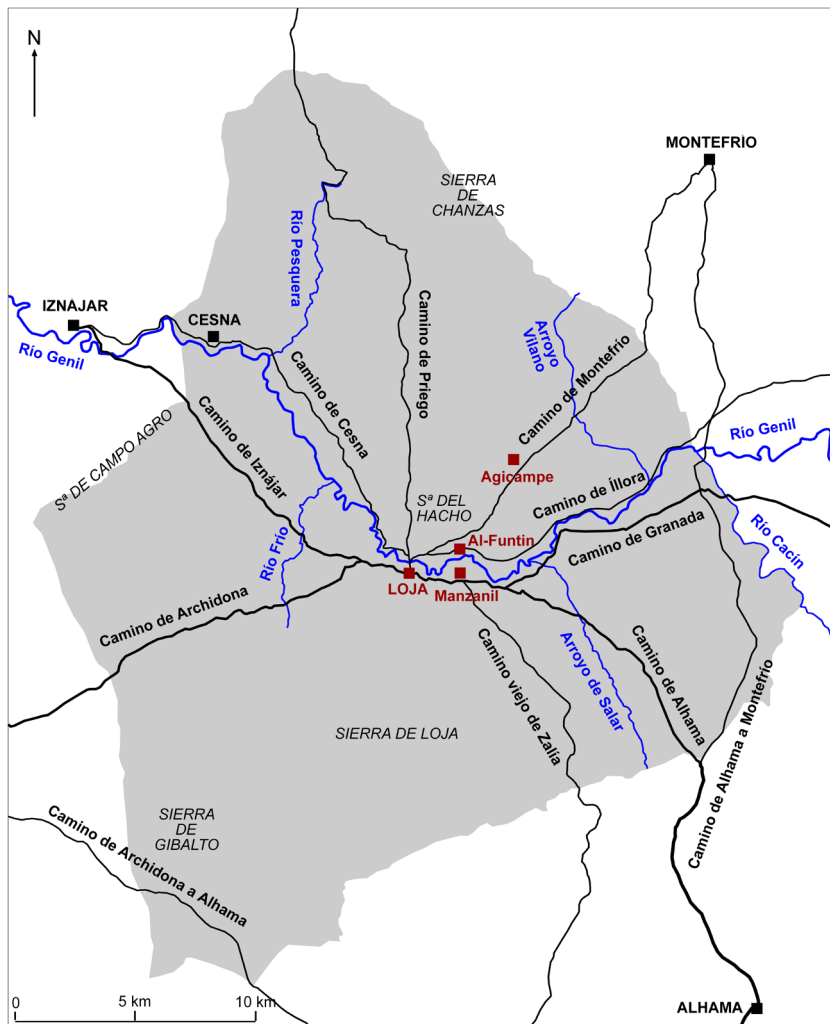 N
MONTEFRÍO
SIERRA
DE
CHANZAS
Río Pesquera
IZNAJAR
CESNA
Río Genil
Arroyo
Vilano
Camino de Priego
Camino de Montefrío
Camino de Cesna
Camino de Iznájar
Sª DE CAMPO AGRO
Río Genil
Agicampe
Camino de Íllora
Sª DEL
HACHO
Camino de Granada
Río Cacín
Al-Funtin
Río Frío
LOJA
Manzanil
Camino de Archidona
Camino viejo de Zalía
Arroyo de Salar
Camino de Alhama
Camino de Alhama a Montefrío
SIERRA DE LOJA
SIERRA
DE
GIBALTO
Camino de Archidona a Alhama
0
5 km
10 km
ALHAMA